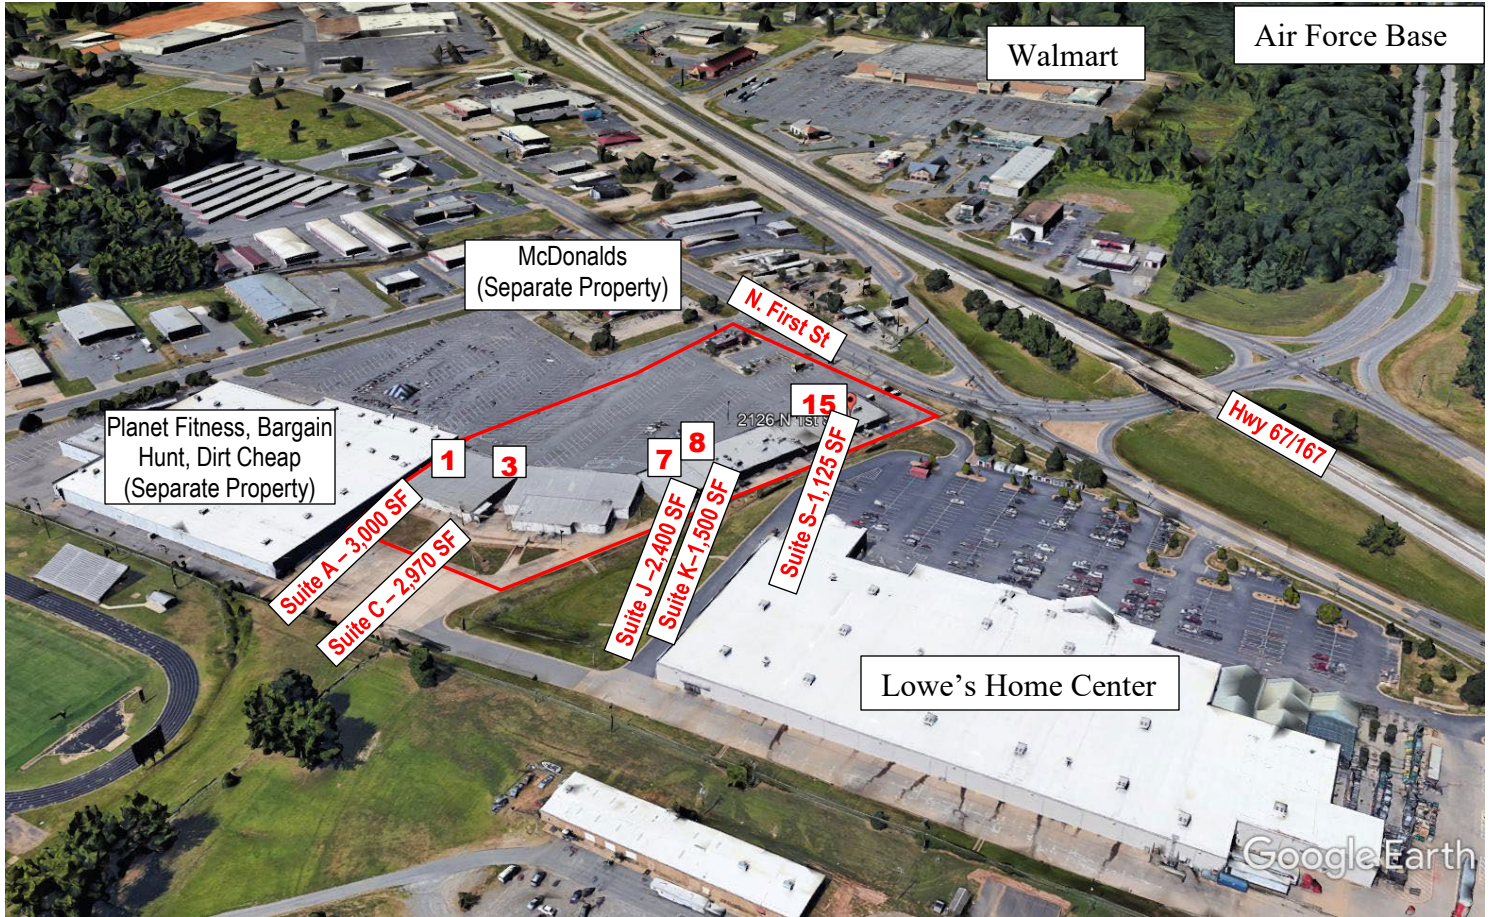 Air Force Base
Walmart
McDonalds
(Separate Property)
N. First St
15
2126 N 1st
Planet Fitness, Bargain
Hunt, Dirt Cheap
(Separate Property)
1
3
7
8
Hwy 67/167
Suite A – 3,000 SF
Suite C – 2,970 SF
Suite J –2,400 SF
Suite K–1,500 SF
Suite S–1,125 SF
Lowe’s Home Center
Google Earth